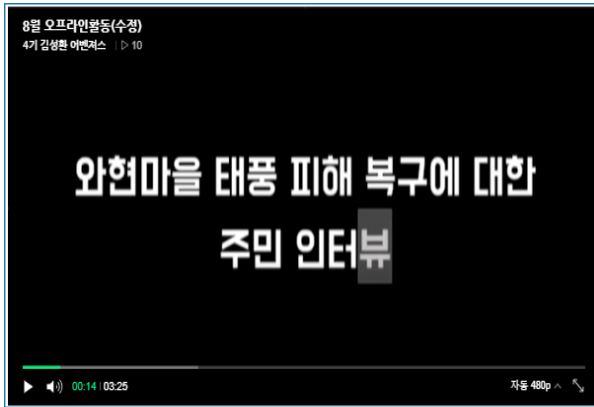 8월 오프라인활동(수정)
4기 김성환 어벤져스 10
와현마을 태풍 피해 복구에 대한
주민 인터뷰
00:14 03:25 자동 480p